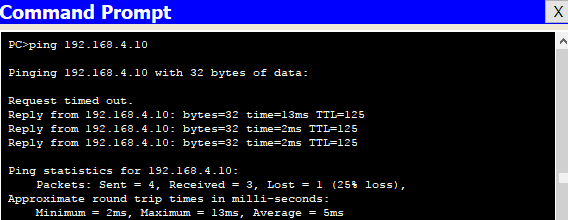 Command Prompt
X
PC>ping 192.168.4.10
Pinging 192.168.4.10 with 32 bytes of data:
Request timed out.
Reply from 192.168.4.10: bytes=32 time=13ms TTL=125
Reply from 192.168.4.10: bytes=32 time=2ms TTL=125
Reply from 192.168.4.10: bytes=32 time=2ms TTL=125
Ping statistics for 192.168.4.10:
Packets: Sent = 4, Received = 3, Lost = 1 (25% loss),
Approximate round trip times in milli-seconds:
Minimum = 2ms, Maximum = 13ms, Average = 5ms